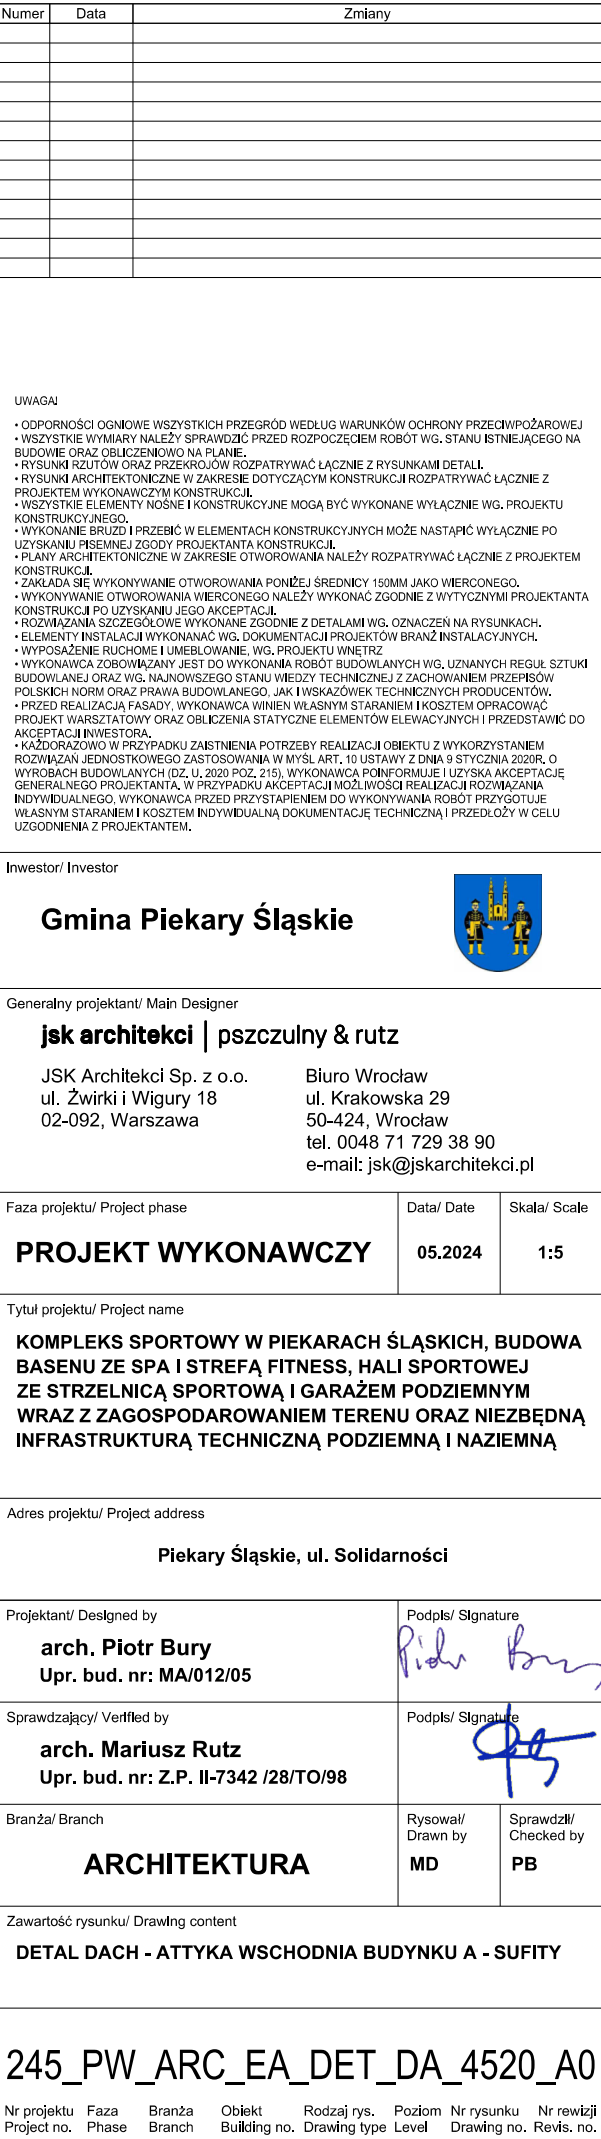 Numer Data Zmiany
UWAGA!
• ODPORNOŚCI OGNIOWE WSZYSTKICH PRZEGRÓD WEDŁUG WARUNKÓW OCHRONY PRZECIWPOŻAROWEJ
• WSZYSTKIE WYMIARY NALEŻY SPRAWDZIĆ PRZED ROZPOCZĘCIEM ROBÓT WG. STANU ISTNIEJĄCEGO NA
BUDOWIE ORAZ OBLICZENIOWO NA PLANIE.
• RYSUNKI RZUTÓW ORAZ PRZEKROJÓW ROZPATRYWAĆ ŁĄCZNIE Z RYSUNKAMI DETALI.
• RYSUNKI ARCHITEKTONICZNE W ZAKRESIE DOTYCZĄCYM KONSTRUKCJI ROZPATRYWAĆ ŁĄCZNIE Z
PROJEKTEM WYKONAWCZYM KONSTRUKCJI.
• WSZYSTKIE ELEMENTY NOŚNE I KONSTRUKCYJNE MOGĄ BYĆ WYKONANE WYŁĄCZNIE WG. PROJEKTU
KONSTRUKCYJNEGO.
• WYKONANIE BRUZD I PRZEBIĆ W ELEMENTACH KONSTRUKCYJNYCH MOŻE NASTĄPIĆ WYŁĄCZNIE PO
UZYSKANIU PISEMNEJ ZGODY PROJEKTANTA KONSTRUKCJI.
• PLANY ARCHITEKTONICZNE W ZAKRESIE OTWOROWANIA NALEŻY ROZPATRYWAĆ ŁĄCZNIE Z PROJEKTEM
KONSTRUKCJI.
• ZAKŁADA SIĘ WYKONYWANIE OTWOROWANIA PONIŻEJ ŚREDNICY 150MM JAKO WIERCONEGO.
• WYKONYWANIE OTWOROWANIA WIERCONEGO NALEŻY WYKONAĆ ZGODNIE Z WYTYCZNYMI PROJEKTANTA
KONSTRUKCJI PO UZYSKANIU JEGO AKCEPTACJI.
• ROZWIĄZANIA SZCZEGÓŁOWE WYKONANE ZGODNIE Z DETALAMI WG. OZNACZEŃ NA RYSUNKACH.
• ELEMENTY INSTALACJI WYKONANAĆ WG. DOKUMENTACJI PROJEKTÓW BRANŻ INSTALACYJNYCH.
• WYPOSAŻENIE RUCHOME I UMEBLOWANIE, WG. PROJEKTU WNĘTRZ
• WYKONAWCA ZOBOWIĄZANY JEST DO WYKONANIA ROBÓT BUDOWLANYCH WG. UZNANYCH REGUŁ SZTUKI
BUDOWLANEJ ORAZ WG. NAJNOWSZEGO STANU WIEDZY TECHNICZNEJ Z ZACHOWANIEM PRZEPISÓW
POLSKICH NORM ORAZ PRAWA BUDOWLANEGO, JAK I WSKAZÓWEK TECHNICZNYCH PRODUCENTÓW.
• PRZED REALIZACJĄ FASADY, WYKONAWCA WINIEN WŁASNYM STARANIEM I KOSZTEM OPRACOWAĆ
PROJEKT WARSZTATOWY ORAZ OBLICZENIA STATYCZNE ELEMENTÓW ELEWACYJNYCH I PRZEDSTAWIĆ DO
AKCEPTACJI INWESTORA.
• KAŻDORAZOWO W PRZYPADKU ZAISTNIENIA POTRZEBY REALIZACJI OBIEKTU Z WYKORZYSTANIEM
ROZWIĄZAŃ JEDNOSTKOWEGO ZASTOSOWANIA W MYŚL ART. 10 USTAWY Z DNIA 9 STYCZNIA 2020R. O
WYROBACH BUDOWLANYCH (DZ. U. 2020 POZ. 215), WYKONAWCA POINFORMUJE I UZYSKA AKCEPTACJĘ
GENERALNEGO PROJEKTANTA. W PRZYPADKU AKCEPTACJI MOŻLIWOŚCI REALIZACJI ROZWIĄZANIA
INDYWIDUALNEGO, WYKONAWCA PRZED PRZYSTĄPIENIEM DO WYKONYWANIA ROBÓT PRZYGOTUJE
WŁASNYM STARANIEM I KOSZTEM INDYWIDUALNĄ DOKUMENTACJĘ TECHNICZNĄ I PRZEDŁOŻY W CELU
UZGODNIENIA Z PROJEKTANTEM.
Inwestor/ Investor
Gmina Piekary Śląskie
Generalny projektant/ Main Designer
jsk architekci | pszczulny & rutz
JSK Architekci Sp. z o.o. Biuro Wrocław
ul. Żwirki i Wigury 18 ul. Krakowska 29
02-092, Warszawa 50-424, Wrocław
tel. 0048 71 729 38 90
e-mail: jsk@jskarchitekci.pl
Faza projektu/ Project phase Data/ Date Skala/ Scale
PROJEKT WYKONAWCZY 05.2024 1:5
Tytuł projektu/ Project name
KOMPLEKS SPORTOWY W PIEKARACH ŚLĄSKICH, BUDOWA
BASENU ZE SPA I STREFĄ FITNESS, HALI SPORTOWEJ
ZE STRZELNICĄ SPORTOWĄ I GARAŻEM PODZIEMNYM
WRAZ Z ZAGOSPODAROWANIEM TERENU ORAZ NIEZBĘDNĄ
INFRASTRUKTURĄ TECHNICZNĄ PODZIEMNĄ I NAZIEMNĄ
Adres projektu/ Project address
Piekary Śląskie, ul. Solidarności
Projektant/ Designed by Podpis/ Signature
arch. Piotr Bury
Upr. bud. nr: MA/012/05
Piotr Bury
Sprawdzający/ Verified by Podpis/ Signature
arch. Mariusz Rutz
Upr. bud. nr: Z.P. II-7342 /28/TO/98
Branża/ Branch Rysował/ Drawn by Sprawdził/ Checked by
ARCHITEKTURA MD PB
Zawartość rysunku/ Drawing content
DETAL DACH - ATTYKA WSCHODNIA BUDYNKU A - SUFITY
245_PW_ARC_EA_DET_DA_4520_A0
Nr projektu Faza Branża Obiekt Rodzaj rys. Poziom Nr rysunku Nr rewizji
Project no. Phase Branch Building no. Drawing type Level Drawing no. Revis. no.